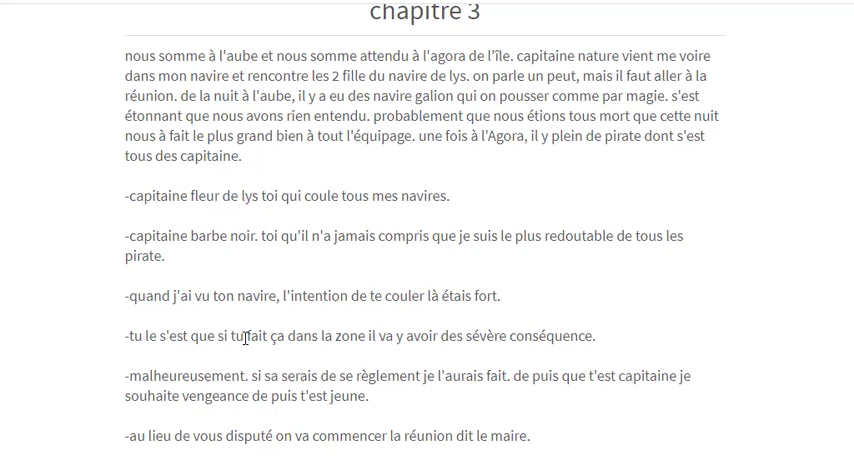 chapitre 3
nous somme à l'aube et nous somme attendu à l'agora de l'île. capitaine nature vient me voire
dans mon navire et rencontre les 2 fille du navire de lys. on parle un peut, mais il faut aller à la
réunion. de la nuit à l'aube, il y a eu des navire galion qui on pousser comme par magie. s'est
étonnant que nous avons rien entendu. probablement que nous étions tous mort que cette nuit
nous à fait le plus grand bien à tout l'équipage. une fois à l'Agora, il y plein de pirate dont s'est
tous des capitaine.
-capitaine fleur de lys toi qui coule tous mes navires.
-capitaine barbe noir. toi qu'il n'a jamais compris que je suis le plus redoutable de tous les
pirate.
-quand j'ai vu ton navire, l'intention de te couler là étais fort.
-tu le s'est que si tu fait ça dans la zone il va y avoir des sévère conséquence.
-malheureusement. si sa serais de se règlement je l'aurais fait. de puis que t'est capitaine je
souhaite vengeance de puis t'est jeune.
-au lieu de vous disputé on va commencer la réunion dit le maire.